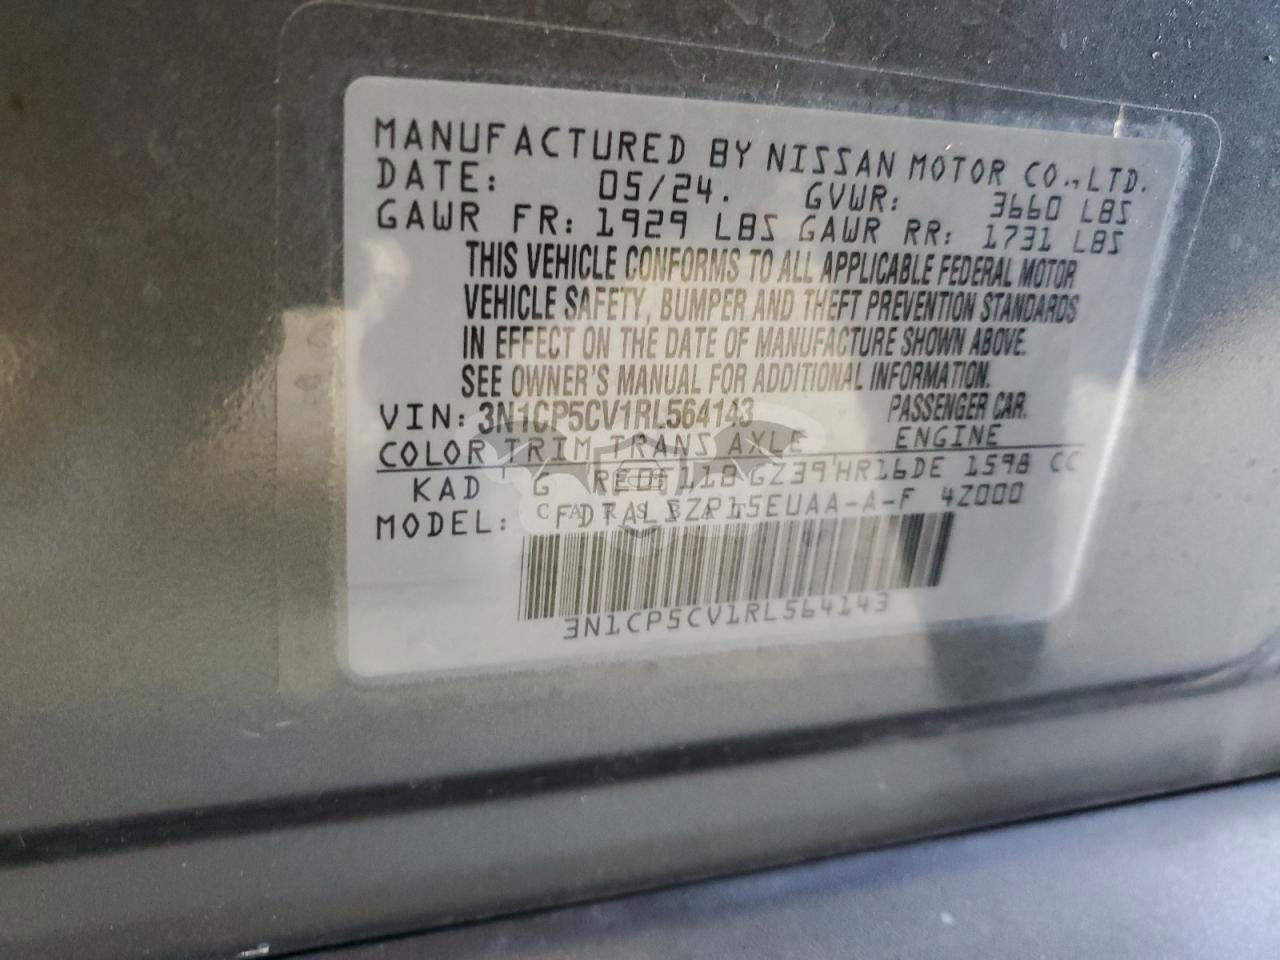 MANUFACTURED BY NISSAN MOTOR CO.,LTD.
DATE: 05/24. GVWR: 3660 LBS
GAWR FR: 1929 LBS GAWR RR: 1731 LBS
THIS VEHICLE CONFORMS TO ALL APPLICABLE FEDERAL MOTOR
VEHICLE SAFETY, BUMPER AND THEFT PREVENTION STANDARDS
IN EFFECT ON THE DATE OF MANUFACTURE SHOWN ABOVE.
SEE OWNER'S MANUAL FOR ADDITIONAL INFORMATION.
VIN: 3N1CP5CV1RL564143 PASSENGER CAR.
COLOR TRIM TRANS AXLE ENGINE
KAD G HR16DE 1598 CC
MODEL: 4Z000
CARSBAT
3N1CP5CV1RL564143